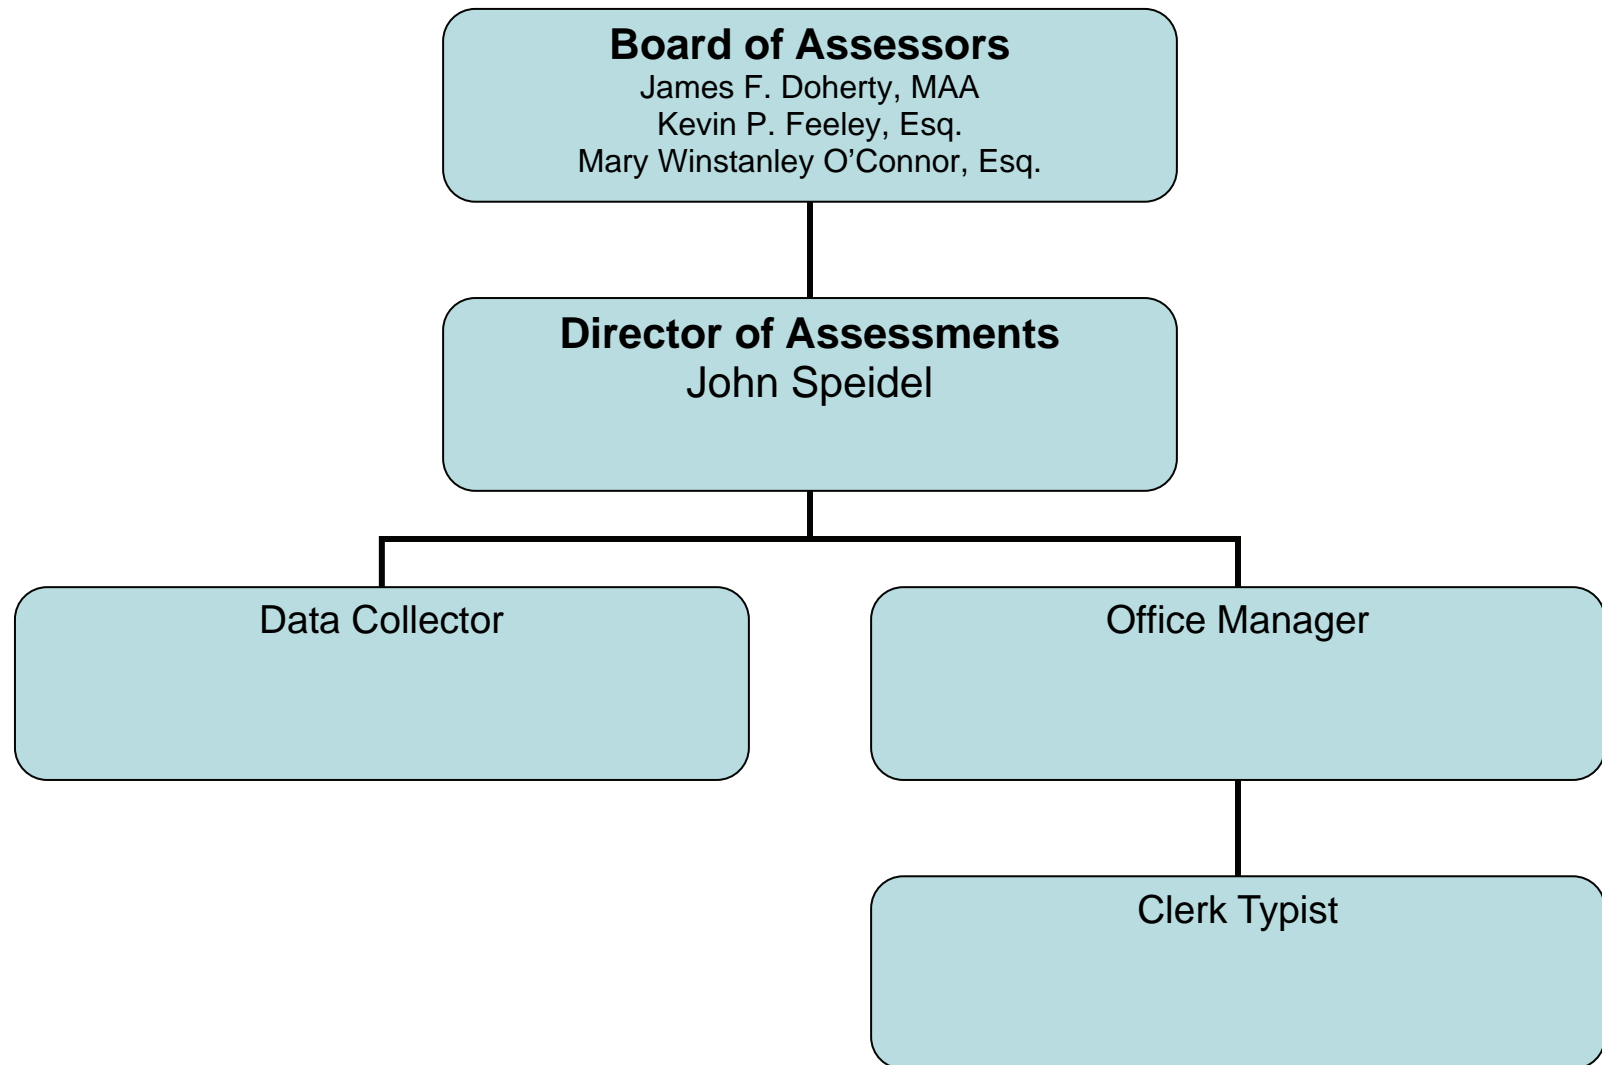 Board of Assessors
James F. Doherty, MAA
Kevin P. Feeley, Esq.
Mary Winstanley O’Connor, Esq.
Director of Assessments
John Speidel
Data Collector
Office Manager
Clerk Typist